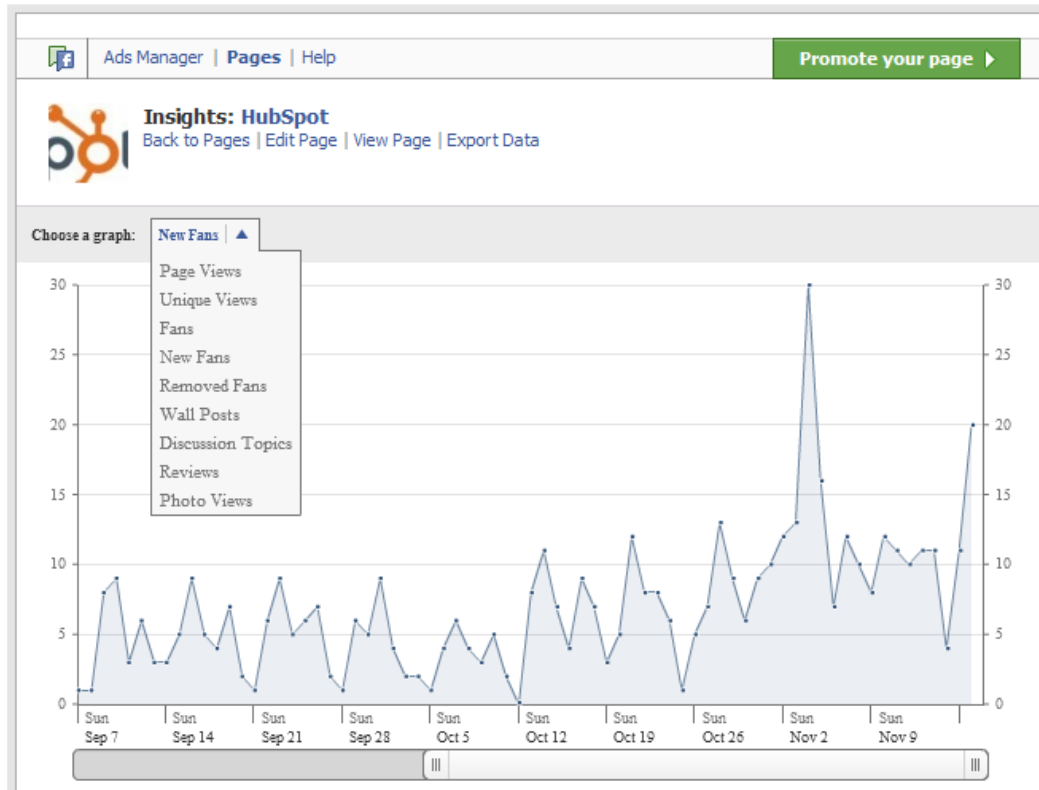 Ads Manager | Pages | Help
Promote your page
Insights: HubSpot
Back to Pages | Edit Page | View Page | Export Data
Choose a graph: New Fans
Page Views
Unique Views
Fans
New Fans
Removed Fans
Wall Posts
Discussion Topics
Reviews
Photo Views
30 30
25 25
20 20
15 15
10 10
5 5
0 0
Sun Sun Sun Sun Sun Sun Sun Sun Sun Sun
Sep 7 Sep 14 Sep 21 Sep 28 Oct 5 Oct 12 Oct 19 Oct 26 Nov 2 Nov 9